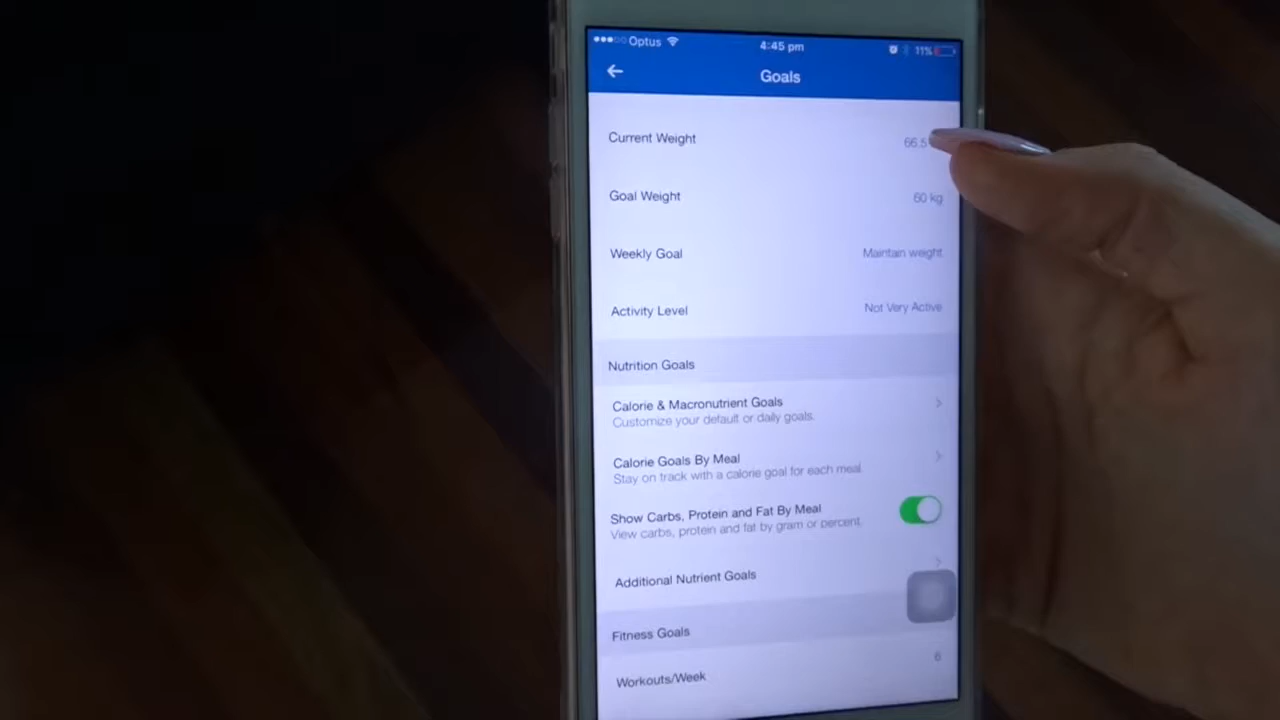 Optus 4:45 pm 11%
Goals
Current Weight 66.5
Goal Weight 60 kg
Weekly Goal Maintain weight
Activity Level Not Very Active
Nutrition Goals
Calorie & Macronutrient Goals
Customize your default or daily goals.
Calorie Goals By Meal
Stay on track with a calorie goal for each meal.
Show Carbs, Protein and Fat By Meal
View carbs, protein and fat by gram or percent.
Additional Nutrient Goals
Fitness Goals
Workouts/Week 6